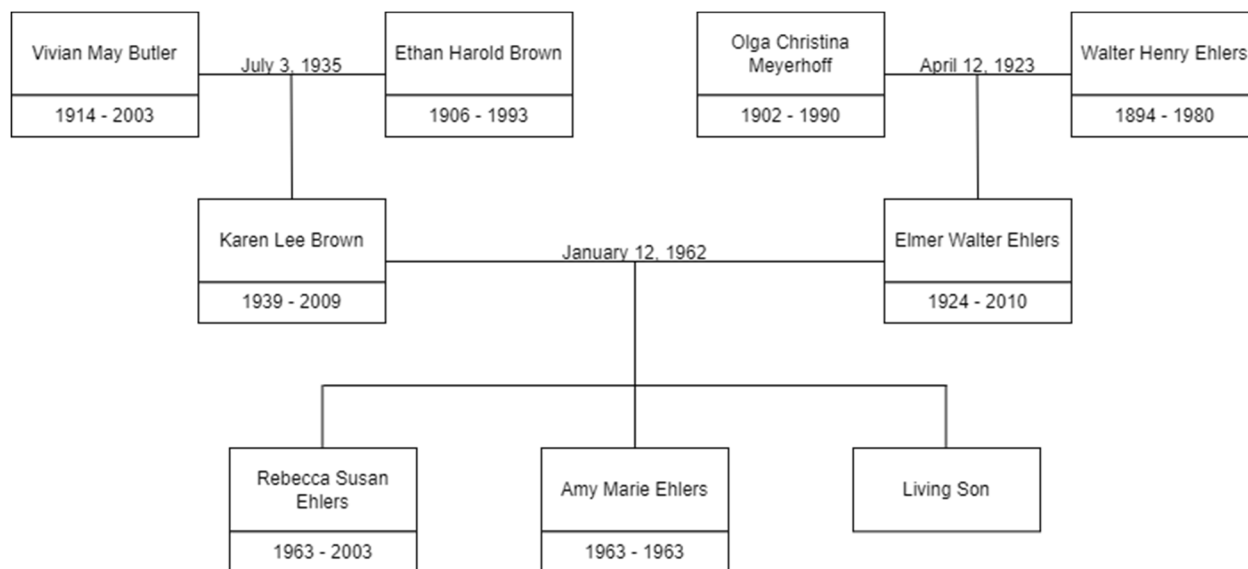 Vivian May Butler
July 3, 1935
Ethan Harold Brown
1914 - 2003
1906 - 1993
Olga Christina
Meyerhoff
April 12, 1923
Walter Henry Ehlers
1902 - 1990
1894 - 1980
Karen Lee Brown
January 12, 1962
Elmer Walter Ehlers
1939 - 2009
1924 - 2010
Rebecca Susan
Ehlers
1963 - 2003
Amy Marie Ehlers
1963 - 1963
Living Son